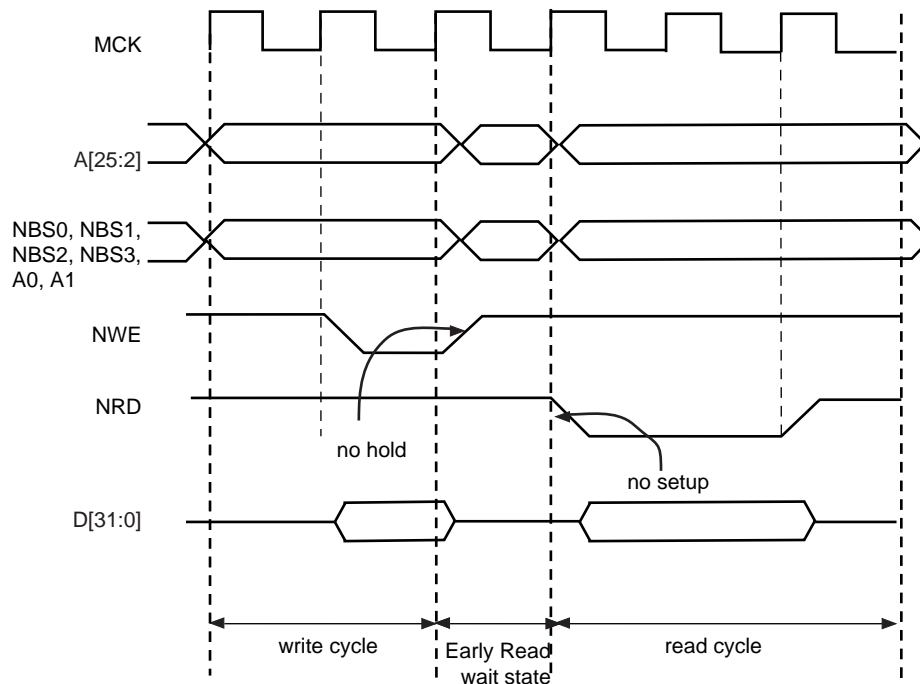 MCK
A[25:2]
NBS0, NBS1,
NBS2, NBS3,
A0, A1
NWE
NRD
no hold
no setup
D[31:0]
write cycle
Early Read
wait state
read cycle